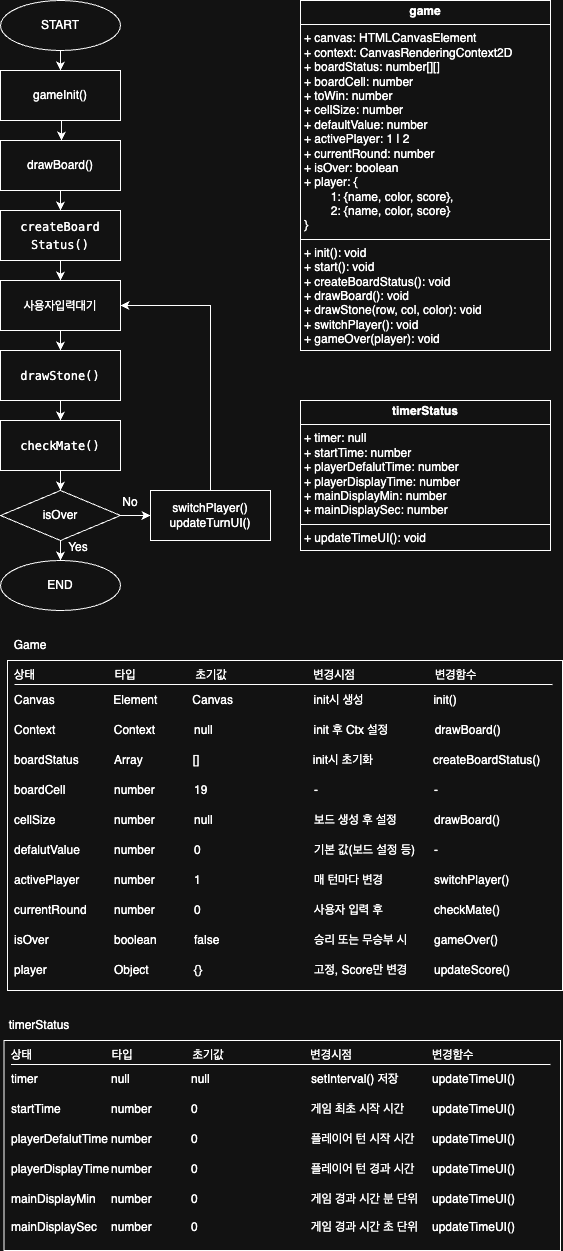 START
gameInit()
drawBoard()
createBoard
Status()
사용자입력대기
drawStone()
checkMate()
isOver
No
switchPlayer()
updateTurnUI()
Yes
END
game
+ canvas: HTMLCanvasElement
+ context: CanvasRenderingContext2D
+ boardStatus: number[][]
+ boardCell: number
+ toWin: number
+ cellSize: number
+ defaultValue: number
+ activePlayer: 1 l 2
+ currentRound: number
+ isOver: boolean
+ player: {
1: {name, color, score},
2: {name, color, score}
}
+ init(): void
+ start(): void
+ createBoardStatus(): void
+ drawBoard(): void
+ drawStone(row, col, color): void
+ switchPlayer(): void
+ gameOver(player): void
timerStatus
+ timer: null
+ startTime: number
+ playerDefalutTime: number
+ playerDisplayTime: number
+ mainDisplayMin: number
+ mainDisplaySec: number
+ updateTimeUI(): void
Game
상태 타입 초기값 변경시점 변경함수
Canvas Element Canvas init시 생성 init()
Context Context null init 후 Ctx 설정 drawBoard()
boardStatus Array [] init시 초기화 createBoardStatus()
boardCell number 19 - -
cellSize number null 보드 생성 후 설정 drawBoard()
defalutValue number 0 기본 값(보드 설정 등) -
activePlayer number 1 매 턴마다 변경 switchPlayer()
currentRound number 0 사용자 입력 후 checkMate()
isOver boolean false 승리 또는 무승부 시 gameOver()
player Object {} 고정, Score만 변경 updateScore()
timerStatus
상태 타입 초기값 변경시점 변경함수
timer null null setInterval() 저장 updateTimeUI()
startTime number 0 게임 최초 시작 시간 updateTimeUI()
playerDefalutTime number 0 플레이어 턴 시작 시간 updateTimeUI()
playerDisplayTime number 0 플레이어 턴 경과 시간 updateTimeUI()
mainDisplayMin number 0 게임 경과 시간 분 단위 updateTimeUI()
mainDisplaySec number 0 게임 경과 시간 초 단위 updateTimeUI()